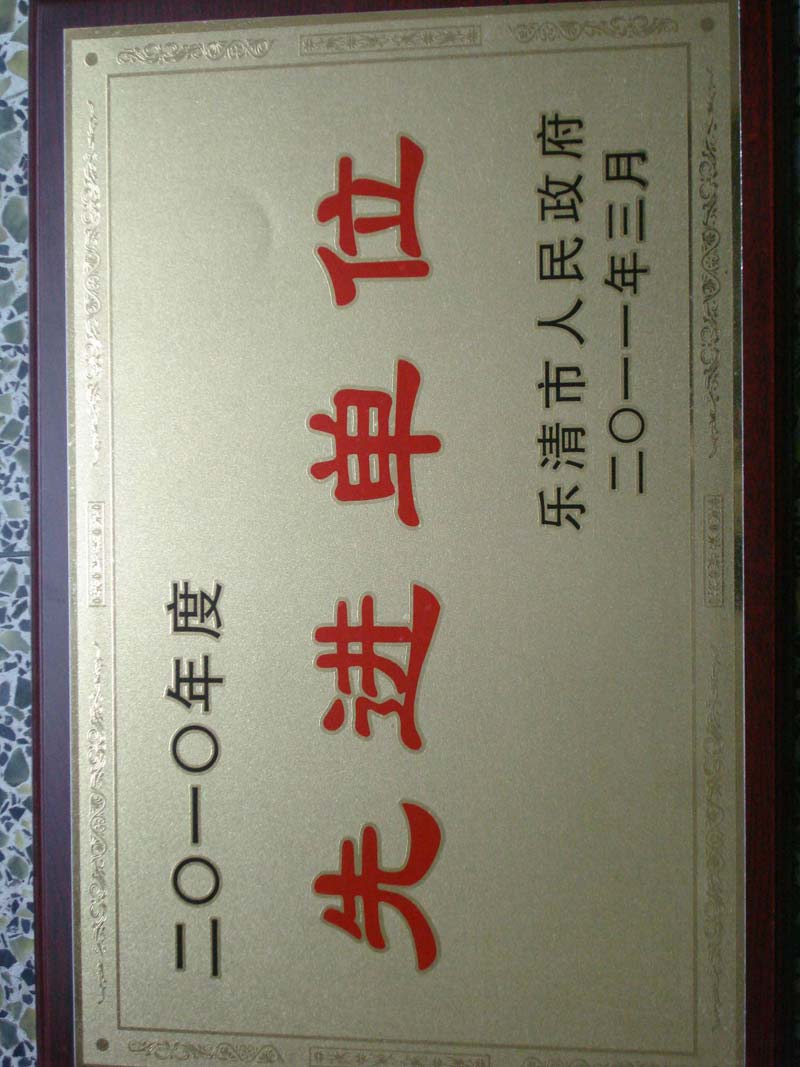 二〇一〇年度
先进单位
乐清市人民政府
二〇一一年三月